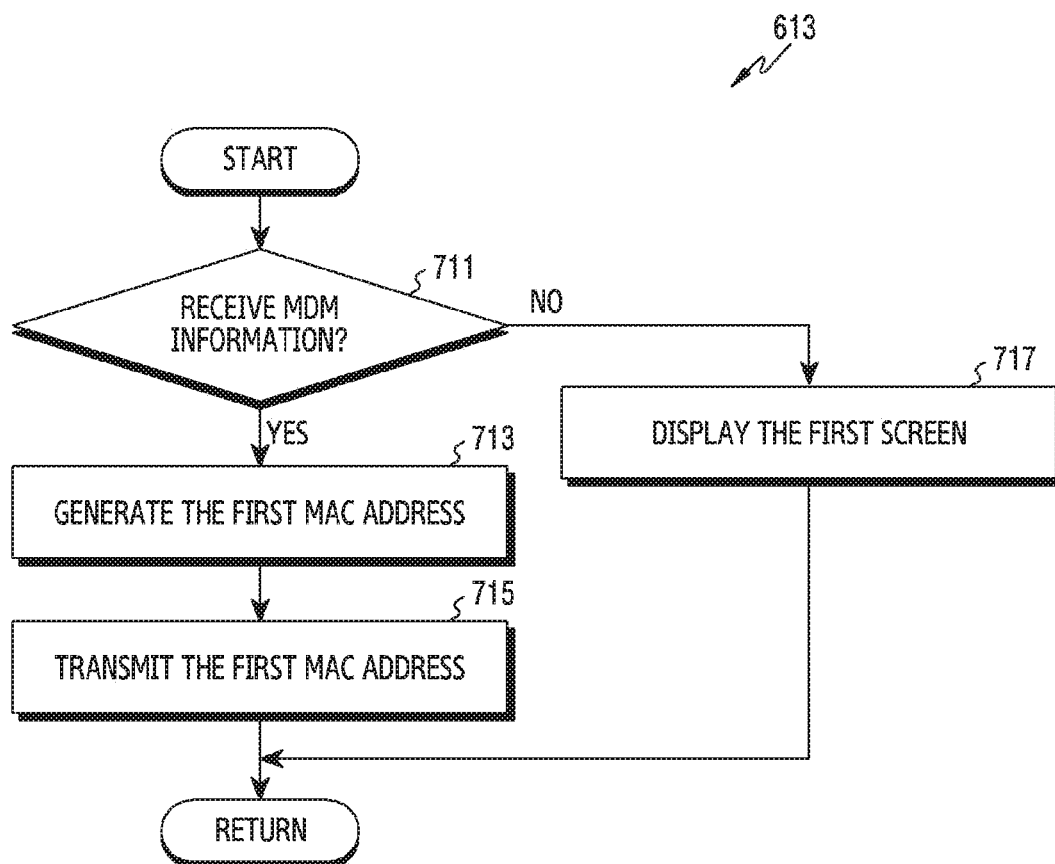 613
START
711
RECEIVE MDM
INFORMATION?
NO
YES
717
DISPLAY THE FIRST SCREEN
713
GENERATE THE FIRST MAC ADDRESS
715
TRANSMIT THE FIRST MAC ADDRESS
RETURN